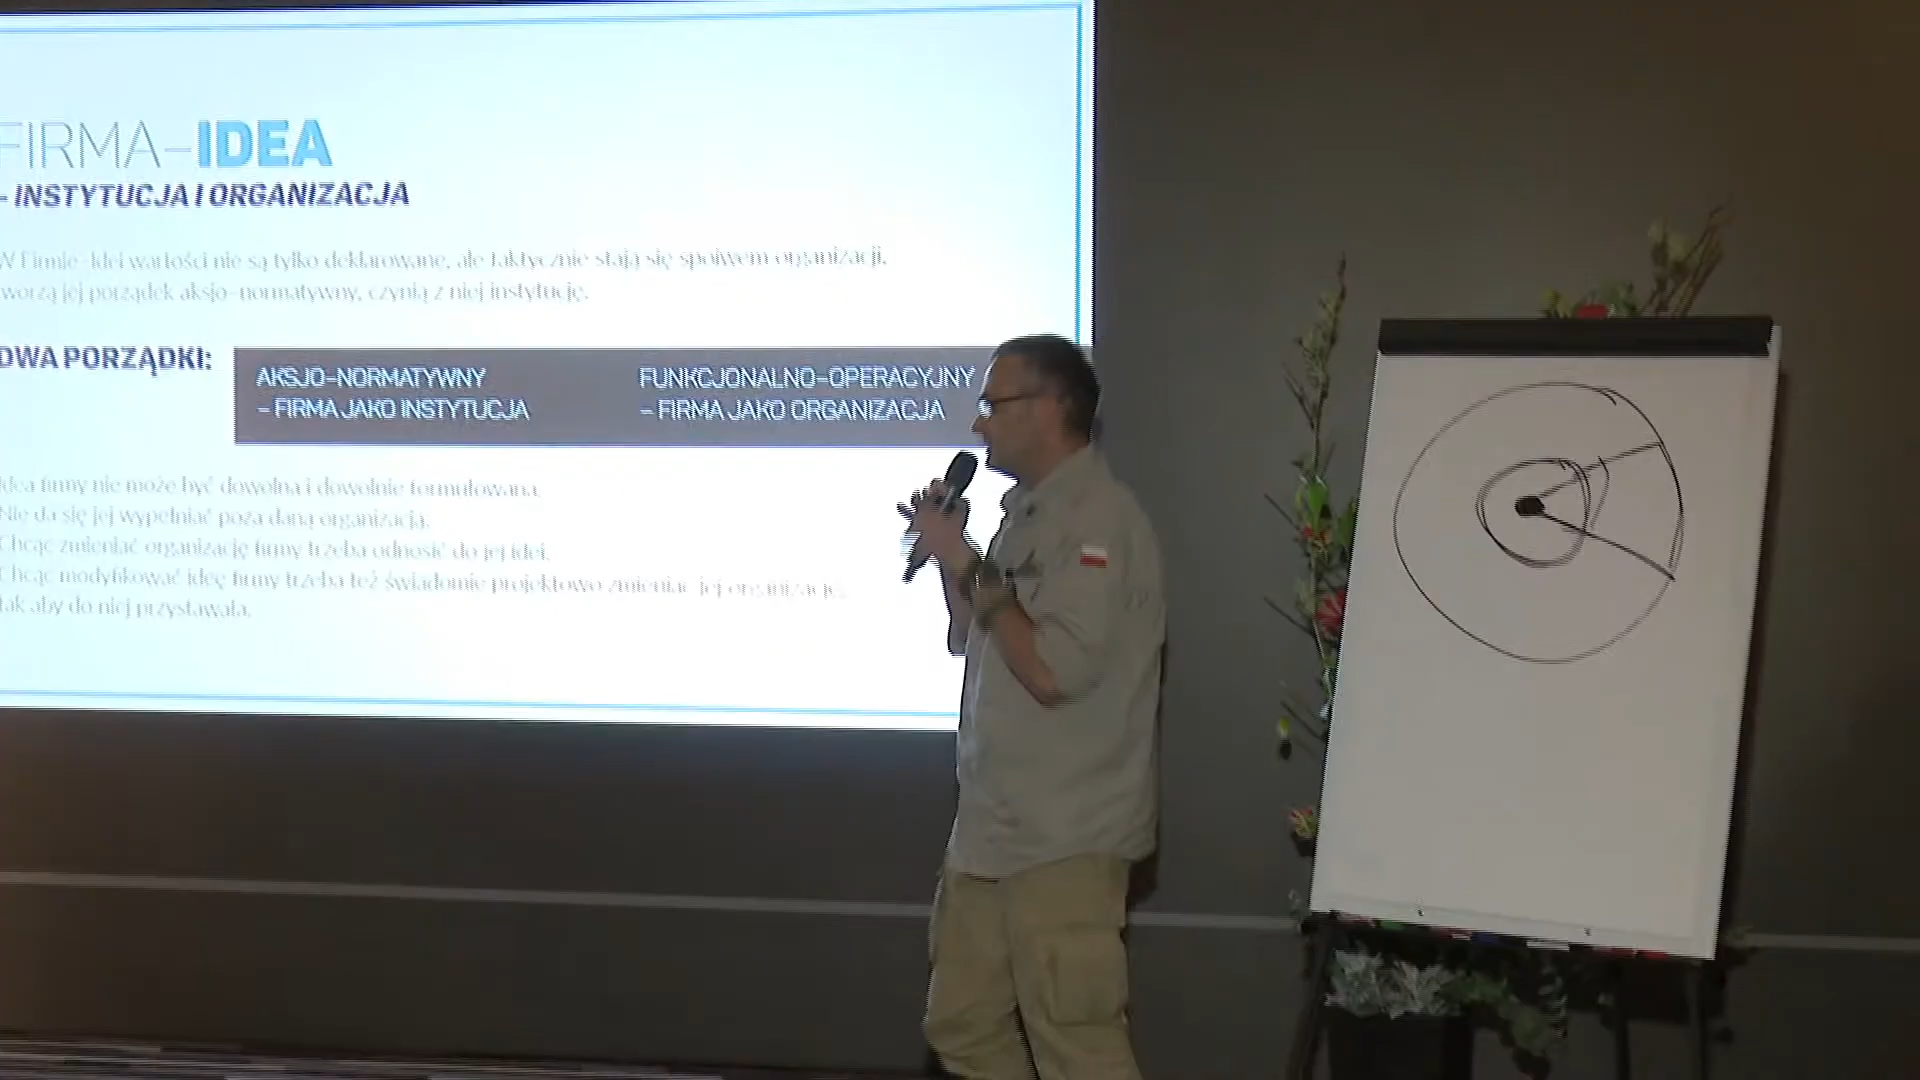 FIRMA–IDEA
– INSTYTUCJA I ORGANIZACJA
W Firmie–Idei wartości nie są tylko deklarowane, ale faktycznie stają się spoiwem organizacji,
tworzą jej porządek aksjo–normatywny, czynią z niej instytucję.
DWA PORZĄDKI:
AKSJO–NORMATYWNY
– FIRMA JAKO INSTYTUCJA
FUNKCJONALNO–OPERACYJNY
– FIRMA JAKO ORGANIZACJA
Idea firmy nie może być dowolna i dowolnie formułowana.
Nie da się jej wypełniać poza daną organizacją.
Chcąc zmieniać organizację firmy trzeba odnosić do jej idei.
Chcąc modyfikować ideę firmy trzeba też świadomie projektowo zmieniać jej organizację,
tak aby do niej przystawała.